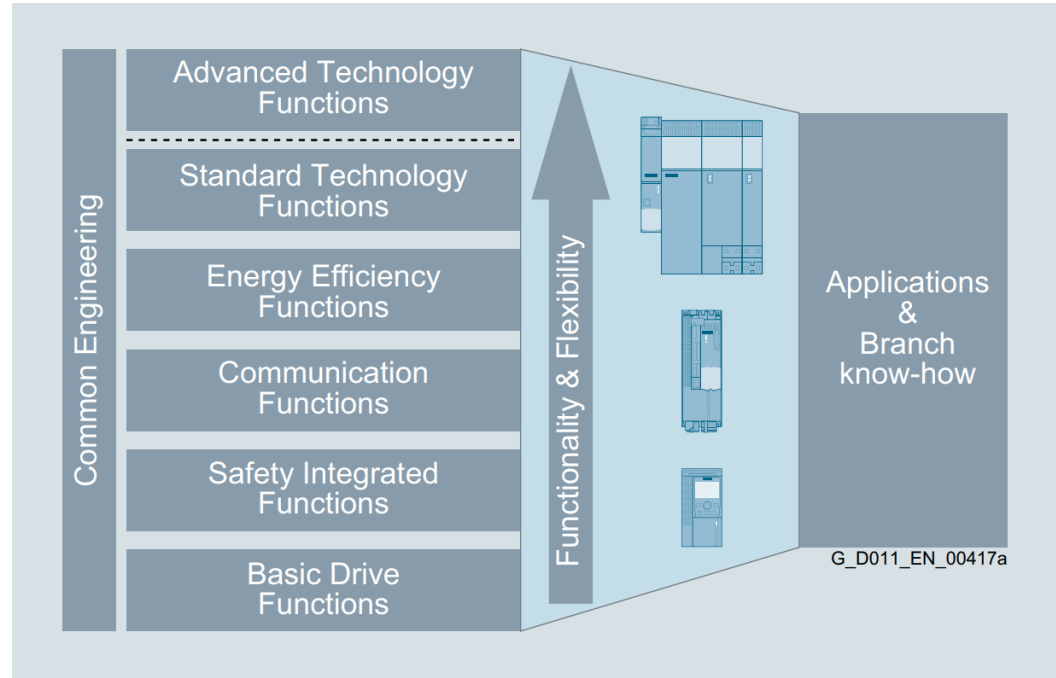 Common Engineering
Advanced Technology
Functions
Standard Technology
Functions
Energy Efficiency
Functions
Communication
Functions
Safety Integrated
Functions
Basic Drive
Functions
Functionality & Flexibility
Applications
&
Branch
know-how
G_D011_EN_00417a